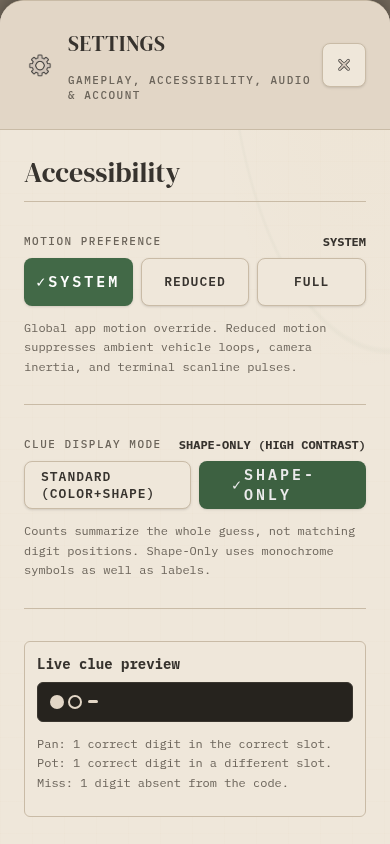 SETTINGS
GAMEPLAY, ACCESSIBILITY, AUDIO
& ACCOUNT
Accessibility
MOTION PREFERENCE SYSTEM
✓SYSTEM REDUCED FULL
Global app motion override. Reduced motion
suppresses ambient vehicle loops, camera
inertia, and terminal scanline pulses.
CLUE DISPLAY MODE SHAPE-ONLY (HIGH CONTRAST)
STANDARD
(COLOR+SHAPE)
✓SHAPE-
ONLY
Counts summarize the whole guess, not matching
digit positions. Shape-Only uses monochrome
symbols as well as labels.
Live clue preview
Pan: 1 correct digit in the correct slot.
Pot: 1 correct digit in a different slot.
Miss: 1 digit absent from the code.